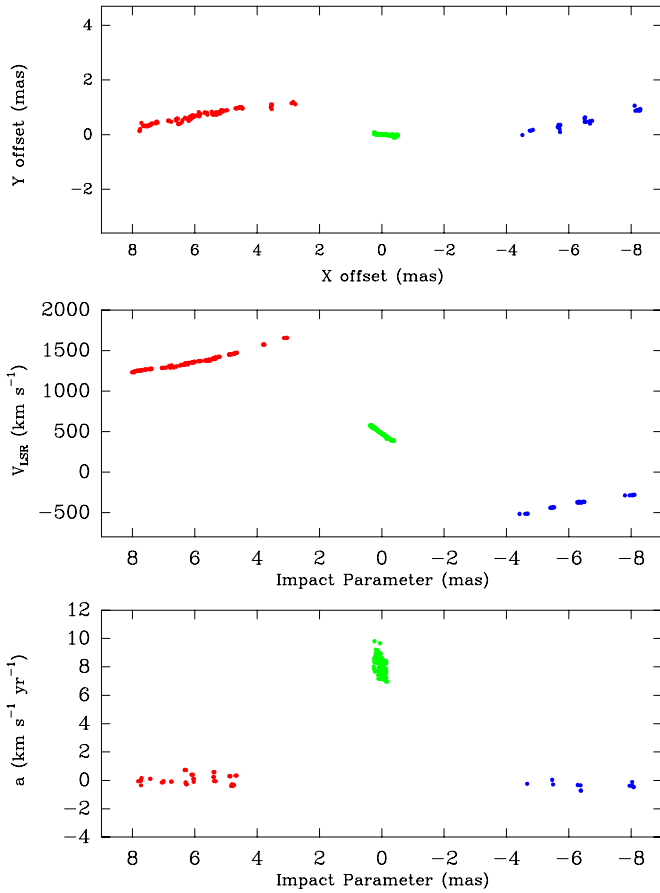 4
2
0
−2
Y offset (mas)
8 6 4 2 0 −2 −4 −6 −8
X offset (mas)
2000
1500
1000
500
0
−500
V_LSR (km s⁻¹)
8 6 4 2 0 −2 −4 −6 −8
Impact Parameter (mas)
12
10
8
6
4
2
0
−2
−4
a (km s⁻¹ yr⁻¹)
8 6 4 2 0 −2 −4 −6 −8
Impact Parameter (mas)